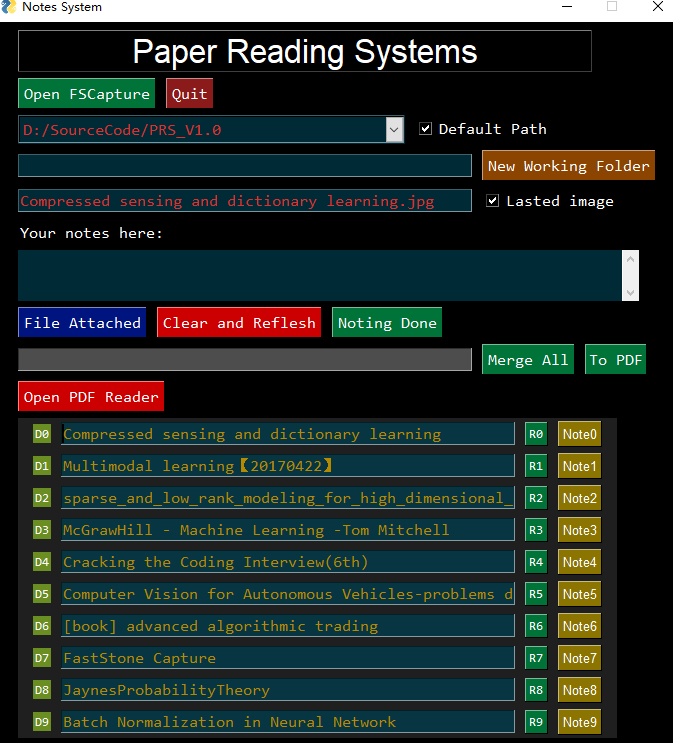 Notes System
Paper Reading Systems
Open FSCapture Quit
D:/SourceCode/PRS_V1.0 Default Path
New Working Folder
Compressed sensing and dictionary learning.jpg Lasted image
Your notes here:
File Attached Clear and Reflesh Noting Done
Merge All To PDF
Open PDF Reader
D0 Compressed sensing and dictionary learning R0 Note0
D1 Multimodal learning【20170422】 R1 Note1
D2 sparse_and_low_rank_modeling_for_high_dimensional_ R2 Note2
D3 McGrawHill - Machine Learning -Tom Mitchell R3 Note3
D4 Cracking the Coding Interview(6th) R4 Note4
D5 Computer Vision for Autonomous Vehicles-problems d R5 Note5
D6 [book] advanced algorithmic trading R6 Note6
D7 FastStone Capture R7 Note7
D8 JaynesProbabilityTheory R8 Note8
D9 Batch Normalization in Neural Network R9 Note9